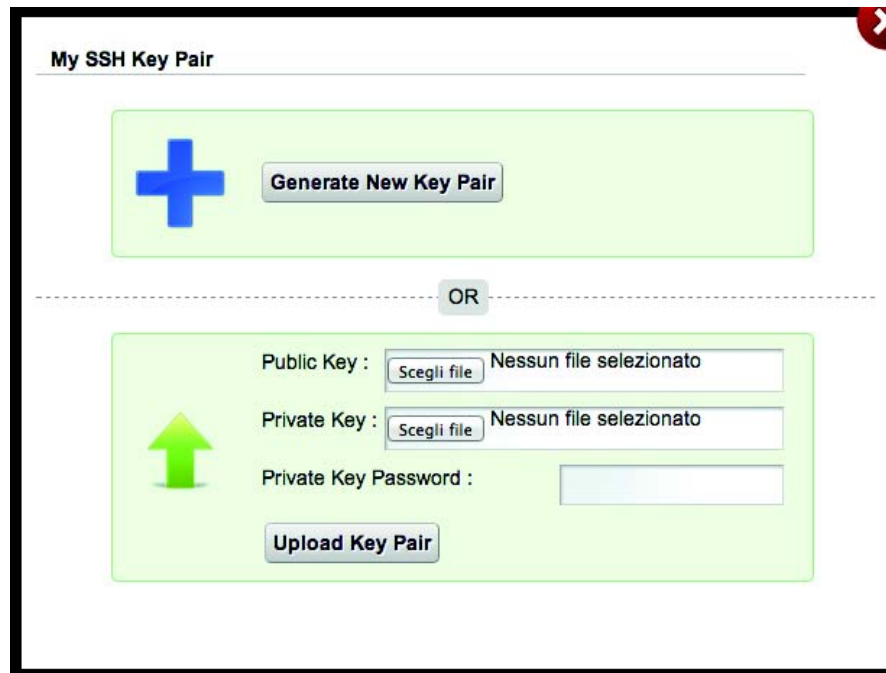 My SSH Key Pair
Generate New Key Pair
OR
Public Key : Scegli file Nessun file selezionato
Private Key : Scegli file Nessun file selezionato
Private Key Password :
Upload Key Pair